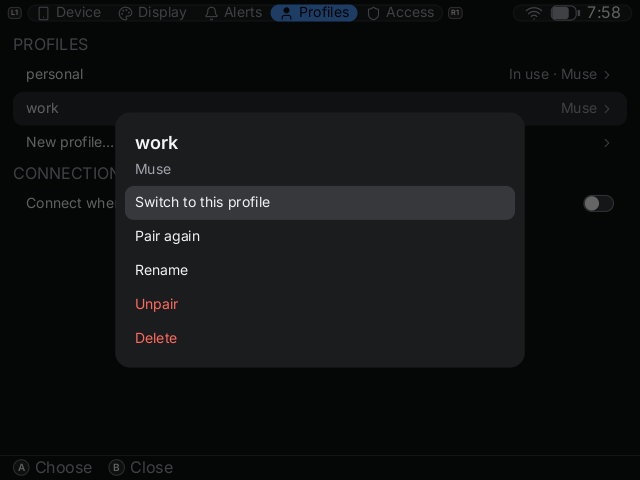 L1 Device Display Alerts Profiles Access R1 7:58
PROFILES
personal In use · Muse
work Muse
New profile...
CONNECTION
Connect whe
work
Muse
Switch to this profile
Pair again
Rename
Unpair
Delete
A Choose B Close